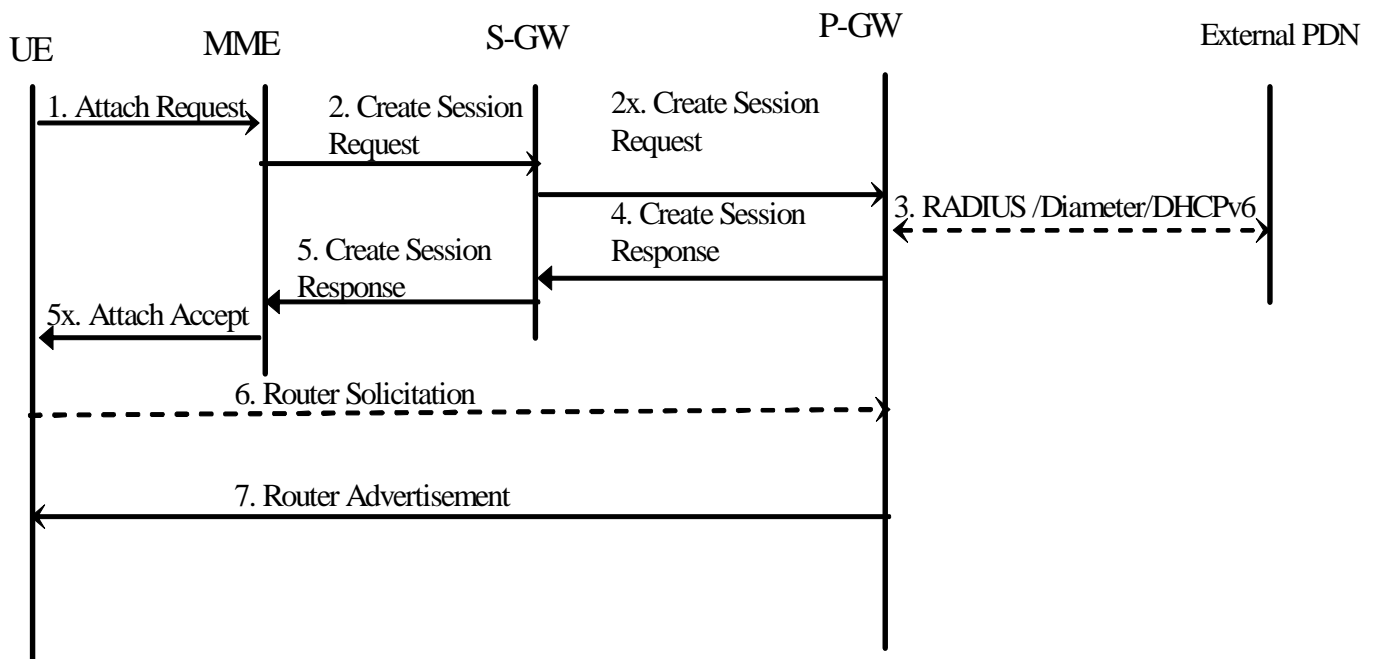 UE
MME
S-GW
P-GW
External PDN
1. Attach Request
2. Create Session
Request
2x. Create Session
Request
3. RADIUS /Diameter/DHCPv6
4. Create Session
Response
5. Create Session
Response
5x. Attach Accept
6. Router Solicitation
7. Router Advertisement